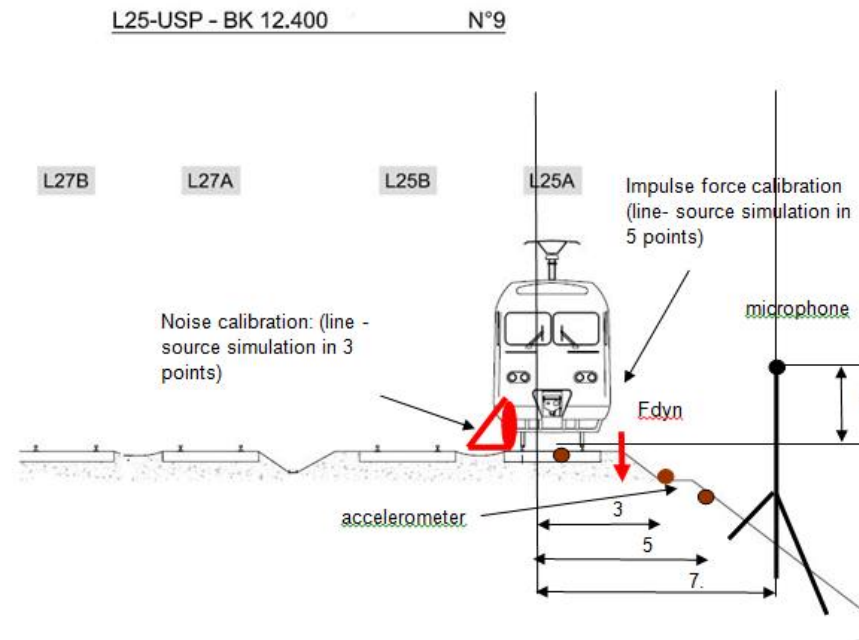 L25-USP - BK 12.400 N°9
L27B L27A L25B L25A
Impulse force calibration
(line- source simulation in
5 points)
Noise calibration: (line -
source simulation in 3
points)
microphone
Fdyn
accelerometer
3
5
7.